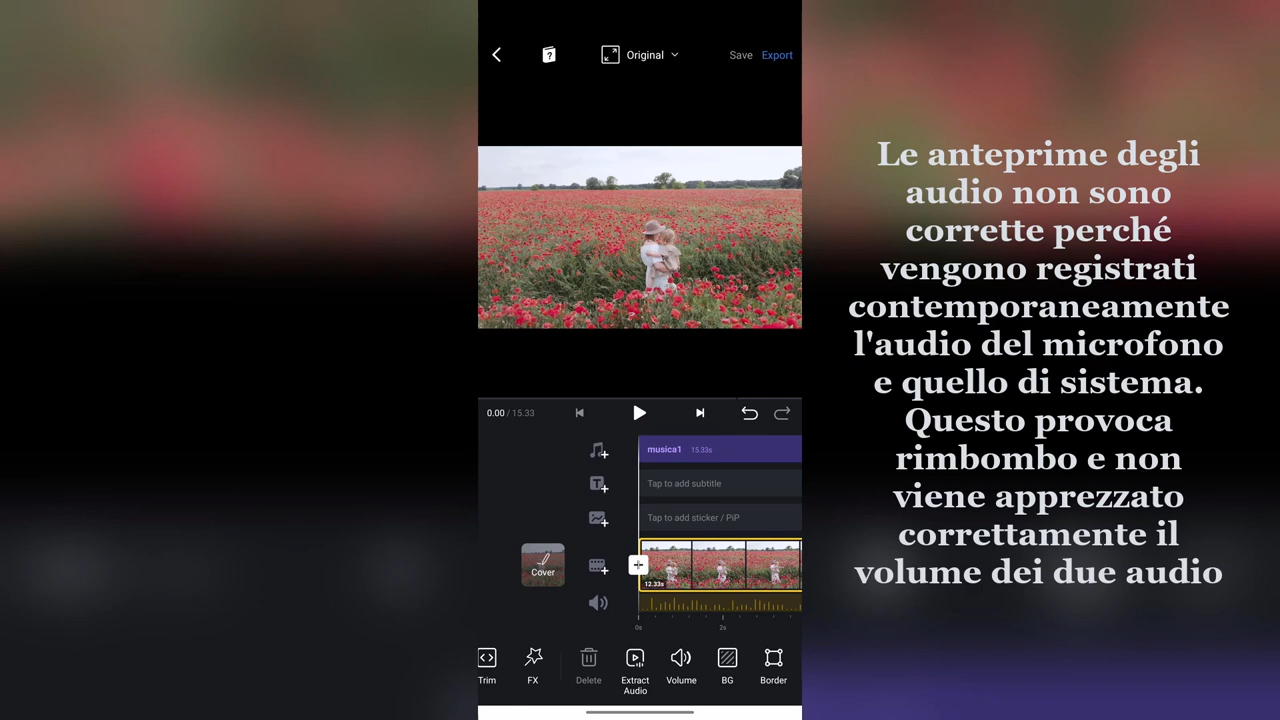 Original
Save
Export
0.00 / 15.33
musica1 15.33s
Tap to add subtitle
Tap to add sticker / PiP
Cover
12.33s
0s
2s
Trim
FX
Delete
Extract
Audio
Volume
BG
Border
Le anteprime degli
audio non sono
corrette perché
vengono registrati
contemporaneamente
l'audio del microfono
e quello di sistema.
Questo provoca
rimbombo e non
viene apprezzato
correttamente il
volume dei due audio